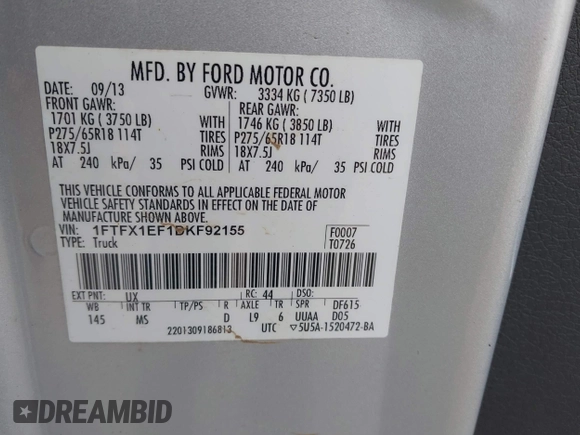 MFD. BY FORD MOTOR CO.
DATE: 09/13 GVWR: 3334 KG ( 7350 LB)
FRONT GAWR: REAR GAWR:
1701 KG ( 3750 LB) WITH 1746 KG ( 3850 LB) WITH
P275/65R18 114T TIRES P275/65R18 114T TIRES
18X7.5J RIMS 18X7.5J RIMS
AT 240 kPa/ 35 PSI COLD AT 240 kPa/ 35 PSI COLD
THIS VEHICLE CONFORMS TO ALL APPLICABLE FEDERAL MOTOR
VEHICLE SAFETY STANDARDS IN EFFECT ON THE DATE OF
MANUFACTURE SHOWN ABOVE.
VIN: 1FTFX1EF1DKF92155 F0007
TYPE: Truck T0726
EXT PNT: UX RC: 44 DSO:
WB INT TR TP/PS R AXLE TR SPR DF615
145 MS D L9 6 UUAA D05
2201309186813 UTC ▽5U5A-1520472-BA
DREAMBID